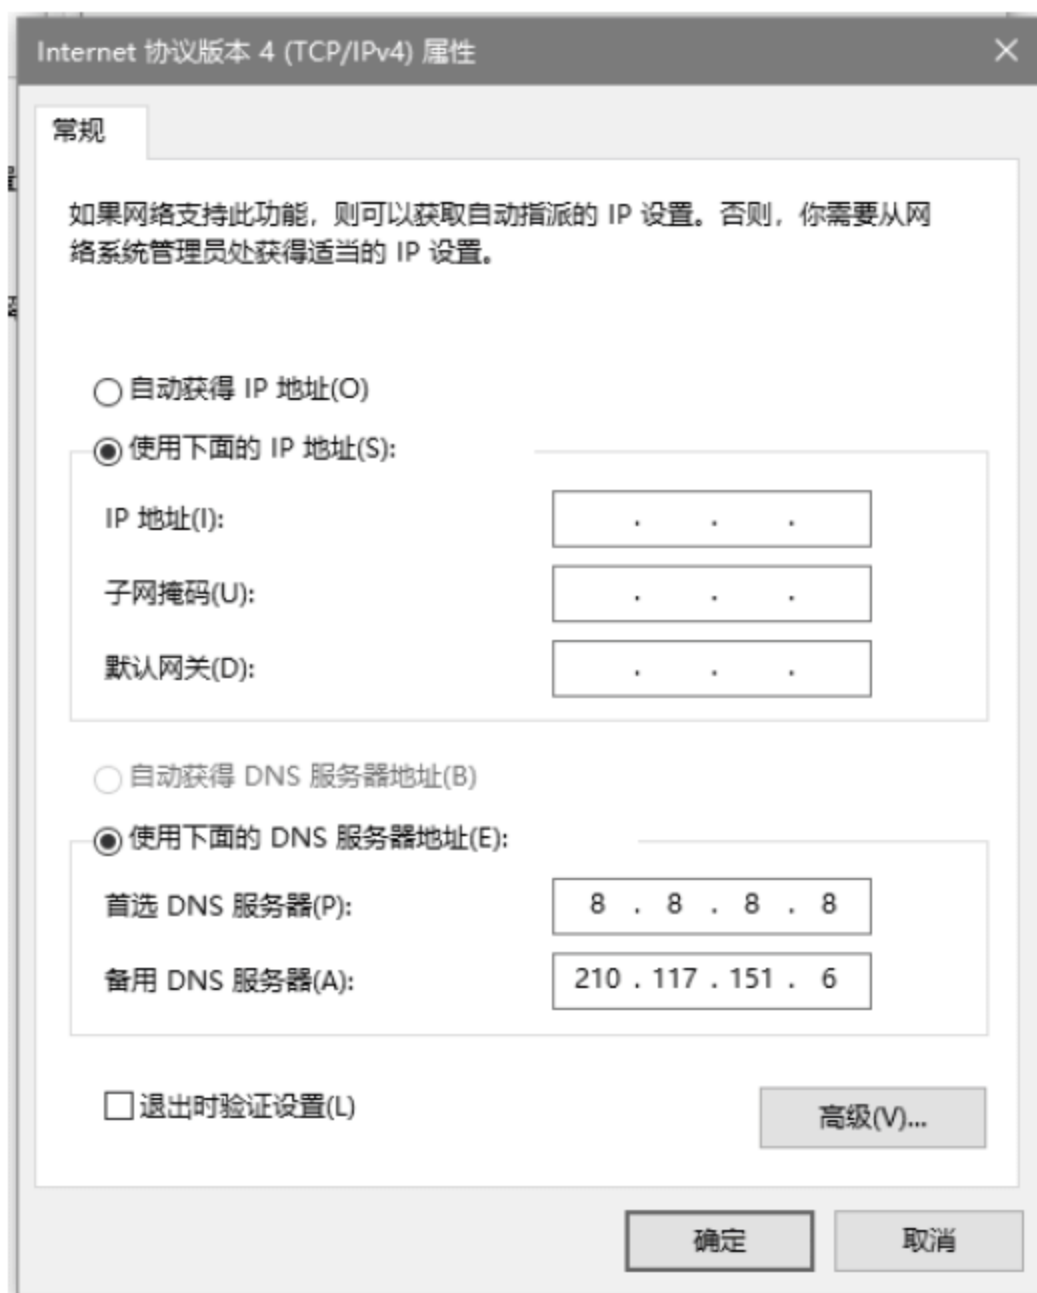 Internet 协议版本 4 (TCP/IPv4) 属性
常规
如果网络支持此功能，则可以获取自动指派的 IP 设置。否则，你需要从网
络系统管理员处获得适当的 IP 设置。
自动获得 IP 地址(O)
使用下面的 IP 地址(S):
IP 地址(I): . . .
子网掩码(U): . . .
默认网关(D): . . .
自动获得 DNS 服务器地址(B)
使用下面的 DNS 服务器地址(E):
首选 DNS 服务器(P): 8 . 8 . 8 . 8
备用 DNS 服务器(A): 210 . 117 . 151 . 6
退出时验证设置(L)
高级(V)...
确定 取消